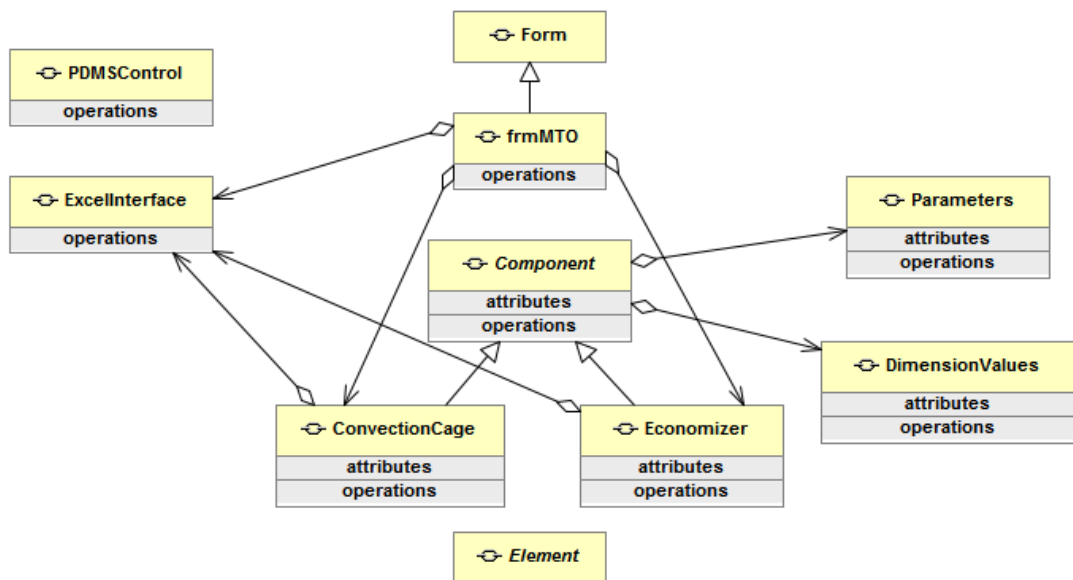 Form
PDMSControl
operations
frmMTO
operations
ExcelInterface
operations
Parameters
attributes
operations
Component
attributes
operations
DimensionValues
attributes
operations
ConvectionCage
attributes
operations
Economizer
attributes
operations
Element